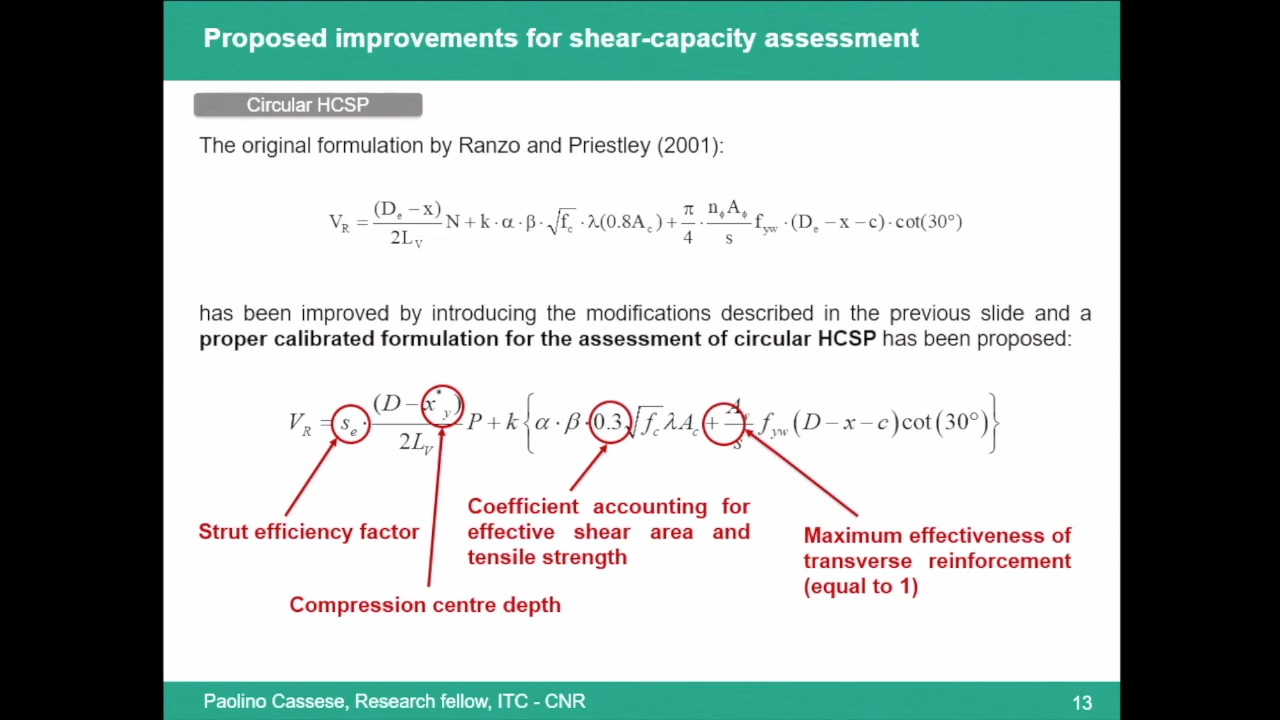 Proposed improvements for shear-capacity assessment
Circular HCSP
The original formulation by Ranzo and Priestley (2001):
V_R = (D_e − x)/2L_V N + k · α · β · √f_c · λ(0.8A_c) + π/4 · n_ϕ A_ϕ/s f_yw · (D_e − x − c) · cot(30°)
has been improved by introducing the modifications described in the previous slide and a
proper calibrated formulation for the assessment of circular HCSP has been proposed:
V_R = s_e · (D − x*_y)/2L_V P + k {α · β · 0.3√f_c λA_c + A_s/s f_yw (D − x − c)cot(30°)}
Strut efficiency factor
Compression centre depth
Coefficient accounting for
effective shear area and
tensile strength
Maximum effectiveness of
transverse reinforcement
(equal to 1)
Paolino Cassese, Research fellow, ITC - CNR
13